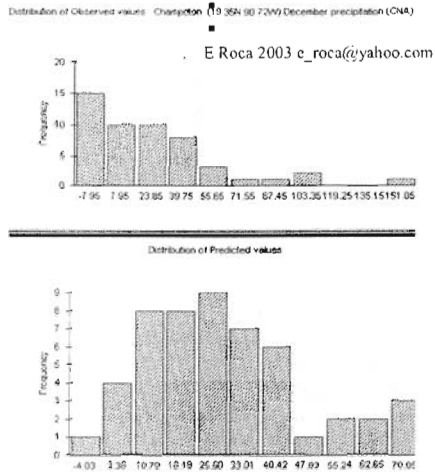 Distribution of Observed values Champoton (19 35N 90 72W) December precipitation (CNA)
E Roca 2003 e_roca@yahoo.com
20
15
10
5
0
Frequency
-7.95 7.95 23.85 39.75 55.65 71.55 87.45 103.35 119.25 135.15 151.05
Distribution of Predicted values
9
8
7
6
5
4
3
2
1
0
Frequency
-4.03 3.38 10.79 18.19 25.60 33.01 40.42 47.83 55.24 62.65 70.05